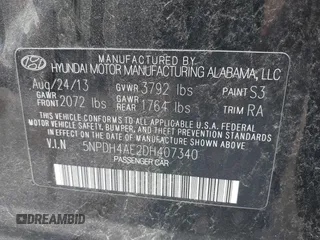 MANUFACTURED BY
HYUNDAI MOTOR MANUFACTURING ALABAMA, LLC
Aug/24/13 GVWR 3792 lbs PAINT S3
GAWR FRONT 2072 lbs GAWR REAR 1764 lbs TRIM RA
THIS VEHICLE CONFORMS TO ALL APPLICABLE FEDERAL
MOTOR VEHICLE SAFETY, BUMPER, AND THEFT PREVENTION
STANDARDS IN EFFECT ON THE DATE OF MANUFACTURE
SHOWN ABOVE.
V.I.N 5NPDH4AE2DH407340
PASSENGER CAR
DREAMBID
DREAMBID.COM